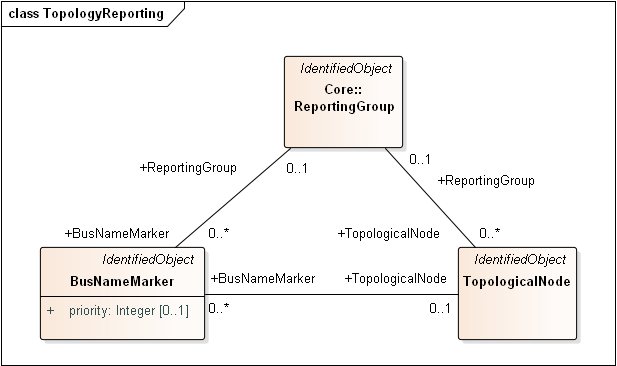 class TopologyReporting
IdentifiedObject
Core::
ReportingGroup
+ReportingGroup
0..1
0..1
+ReportingGroup
+BusNameMarker
0..*
+TopologicalNode
0..*
IdentifiedObject
BusNameMarker
+ priority: Integer [0..1]
+BusNameMarker
0..*
+TopologicalNode
0..1
IdentifiedObject
TopologicalNode